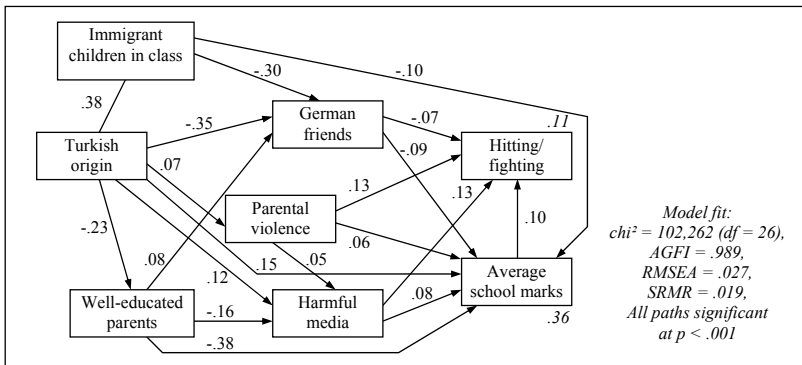 Immigrant
children in class
-.10
-.30
.38
German
friends
-.07
.11
-.35
Turkish
origin
Hitting/
fighting
-.09
.07
.13
.13
Parental
violence
-.23
.10
.06
.05
.08
.15
.12
Average
school marks
Well-educated
parents
-.16
Harmful
media
.08
.36
-.38
Model fit:
chi² = 102,262 (df = 26),
AGFI = .989,
RMSEA = .027,
SRMR = .019,
All paths significant
at p < .001